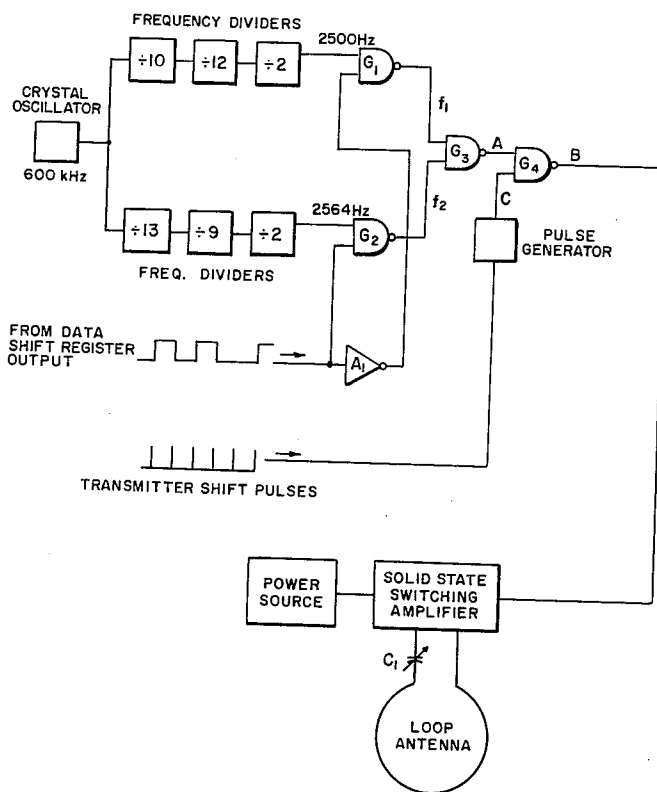 FREQUENCY DIVIDERS
2500Hz
÷10
÷12
÷2
G1
CRYSTAL
OSCILLATOR
f1
A
B
G3
G4
600 kHz
C
f2
2564Hz
÷13
÷9
÷2
G2
PULSE
GENERATOR
FREQ. DIVIDERS
FROM DATA
SHIFT REGISTER
OUTPUT
A1
TRANSMITTER SHIFT PULSES
POWER
SOURCE
SOLID STATE
SWITCHING
AMPLIFIER
C1
LOOP
ANTENNA